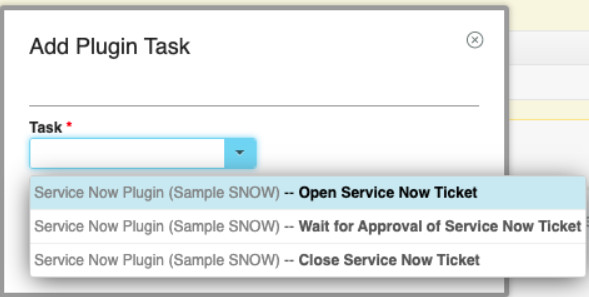 Add Plugin Task
Task *
Service Now Plugin (Sample SNOW) -- Open Service Now Ticket
Service Now Plugin (Sample SNOW) -- Wait for Approval of Service Now Ticket
Service Now Plugin (Sample SNOW) -- Close Service Now Ticket